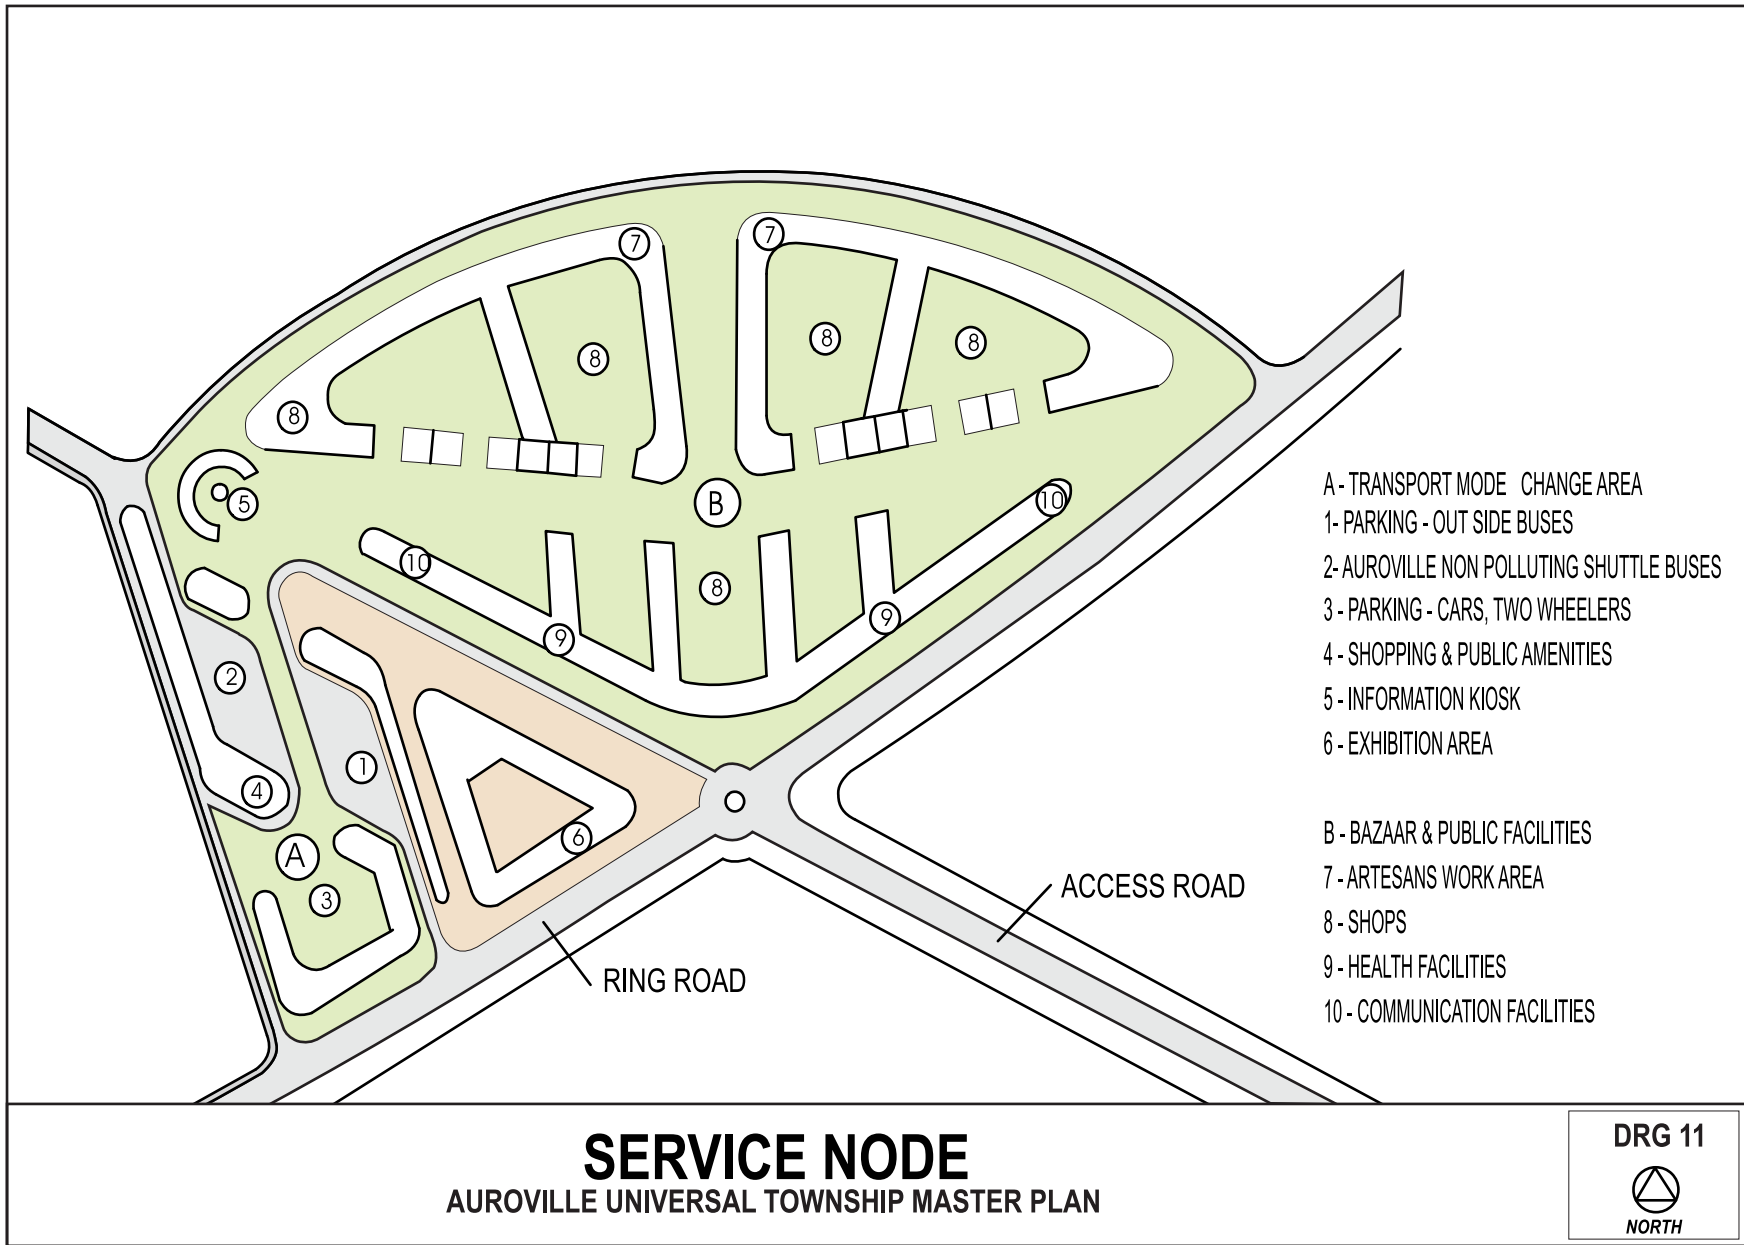 7
7
8
8
8
8
5
B
10
10
8
9
9
2
1
4
6
A
3
ACCESS ROAD
RING ROAD
A - TRANSPORT MODE CHANGE AREA
1- PARKING - OUT SIDE BUSES
2- AUROVILLE NON POLLUTING SHUTTLE BUSES
3 - PARKING - CARS, TWO WHEELERS
4 - SHOPPING & PUBLIC AMENITIES
5 - INFORMATION KIOSK
6 - EXHIBITION AREA
B - BAZAAR & PUBLIC FACILITIES
7 - ARTESANS WORK AREA
8 - SHOPS
9 - HEALTH FACILITIES
10 - COMMUNICATION FACILITIES
SERVICE NODE
AUROVILLE UNIVERSAL TOWNSHIP MASTER PLAN
DRG 11
NORTH